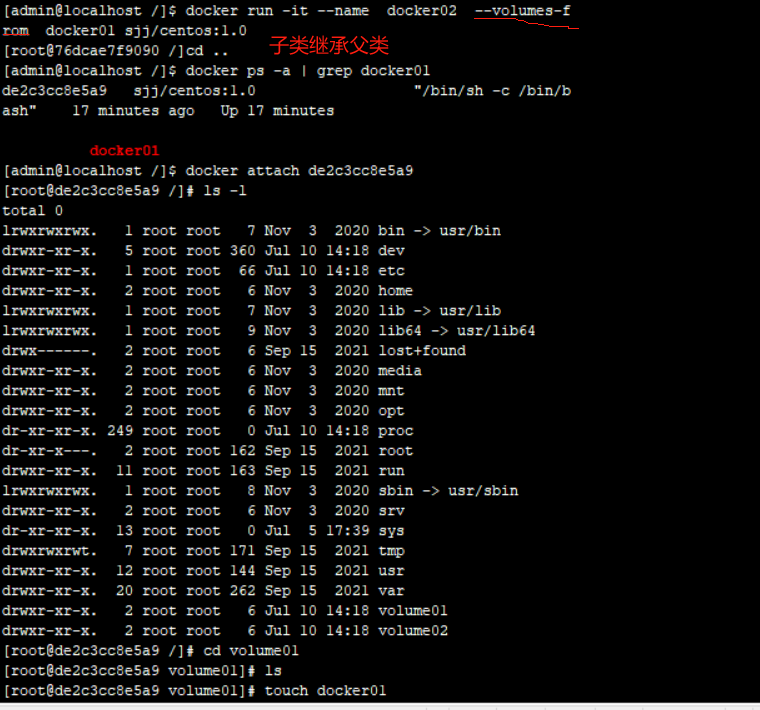 [admin@localhost /]$ docker run -it --name  docker02  --volumes-f
rom  docker01 sjj/centos:1.0
[root@76dcae7f9090 /]cd ..
子类继承父类
[admin@localhost /]$ docker ps -a | grep docker01
de2c3cc8e5a9   sjj/centos:1.0                  "/bin/sh -c /bin/b
ash"    17 minutes ago   Up 17 minutes
docker01
[admin@localhost /]$ docker attach de2c3cc8e5a9
[root@de2c3cc8e5a9 /]# ls -l
total 0
lrwxrwxrwx.   1 root root   7 Nov  3  2020 bin -> usr/bin
drwxr-xr-x.   5 root root 360 Jul 10 14:18 dev
drwxr-xr-x.   1 root root  66 Jul 10 14:18 etc
drwxr-xr-x.   2 root root   6 Nov  3  2020 home
lrwxrwxrwx.   1 root root   7 Nov  3  2020 lib -> usr/lib
lrwxrwxrwx.   1 root root   9 Nov  3  2020 lib64 -> usr/lib64
drwx------.   2 root root   6 Sep 15  2021 lost+found
drwxr-xr-x.   2 root root   6 Nov  3  2020 media
drwxr-xr-x.   2 root root   6 Nov  3  2020 mnt
drwxr-xr-x.   2 root root   6 Nov  3  2020 opt
dr-xr-xr-x. 249 root root   0 Jul 10 14:18 proc
dr-xr-x---.   2 root root 162 Sep 15  2021 root
drwxr-xr-x.  11 root root 163 Sep 15  2021 run
lrwxrwxrwx.   1 root root   8 Nov  3  2020 sbin -> usr/sbin
drwxr-xr-x.   2 root root   6 Nov  3  2020 srv
dr-xr-xr-x.  13 root root   0 Jul  5 17:39 sys
drwxrwxrwt.   7 root root 171 Sep 15  2021 tmp
drwxr-xr-x.  12 root root 144 Sep 15  2021 usr
drwxr-xr-x.  20 root root 262 Sep 15  2021 var
drwxr-xr-x.   2 root root   6 Jul 10 14:18 volume01
drwxr-xr-x.   2 root root   6 Jul 10 14:18 volume02
[root@de2c3cc8e5a9 /]# cd volume01
[root@de2c3cc8e5a9 volume01]# ls
[root@de2c3cc8e5a9 volume01]# touch docker01